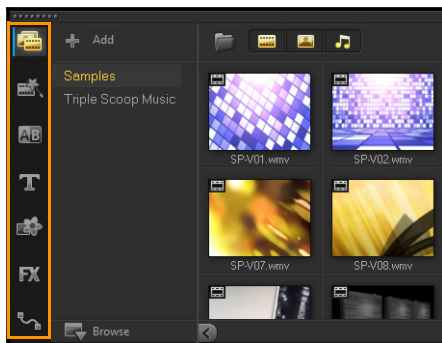 Add
Samples
Triple Scoop Music
SP-V01.wmv
SP-V02.wmv
AB
T
SP-V07.wmv
SP-V08.wmv
FX
Browse